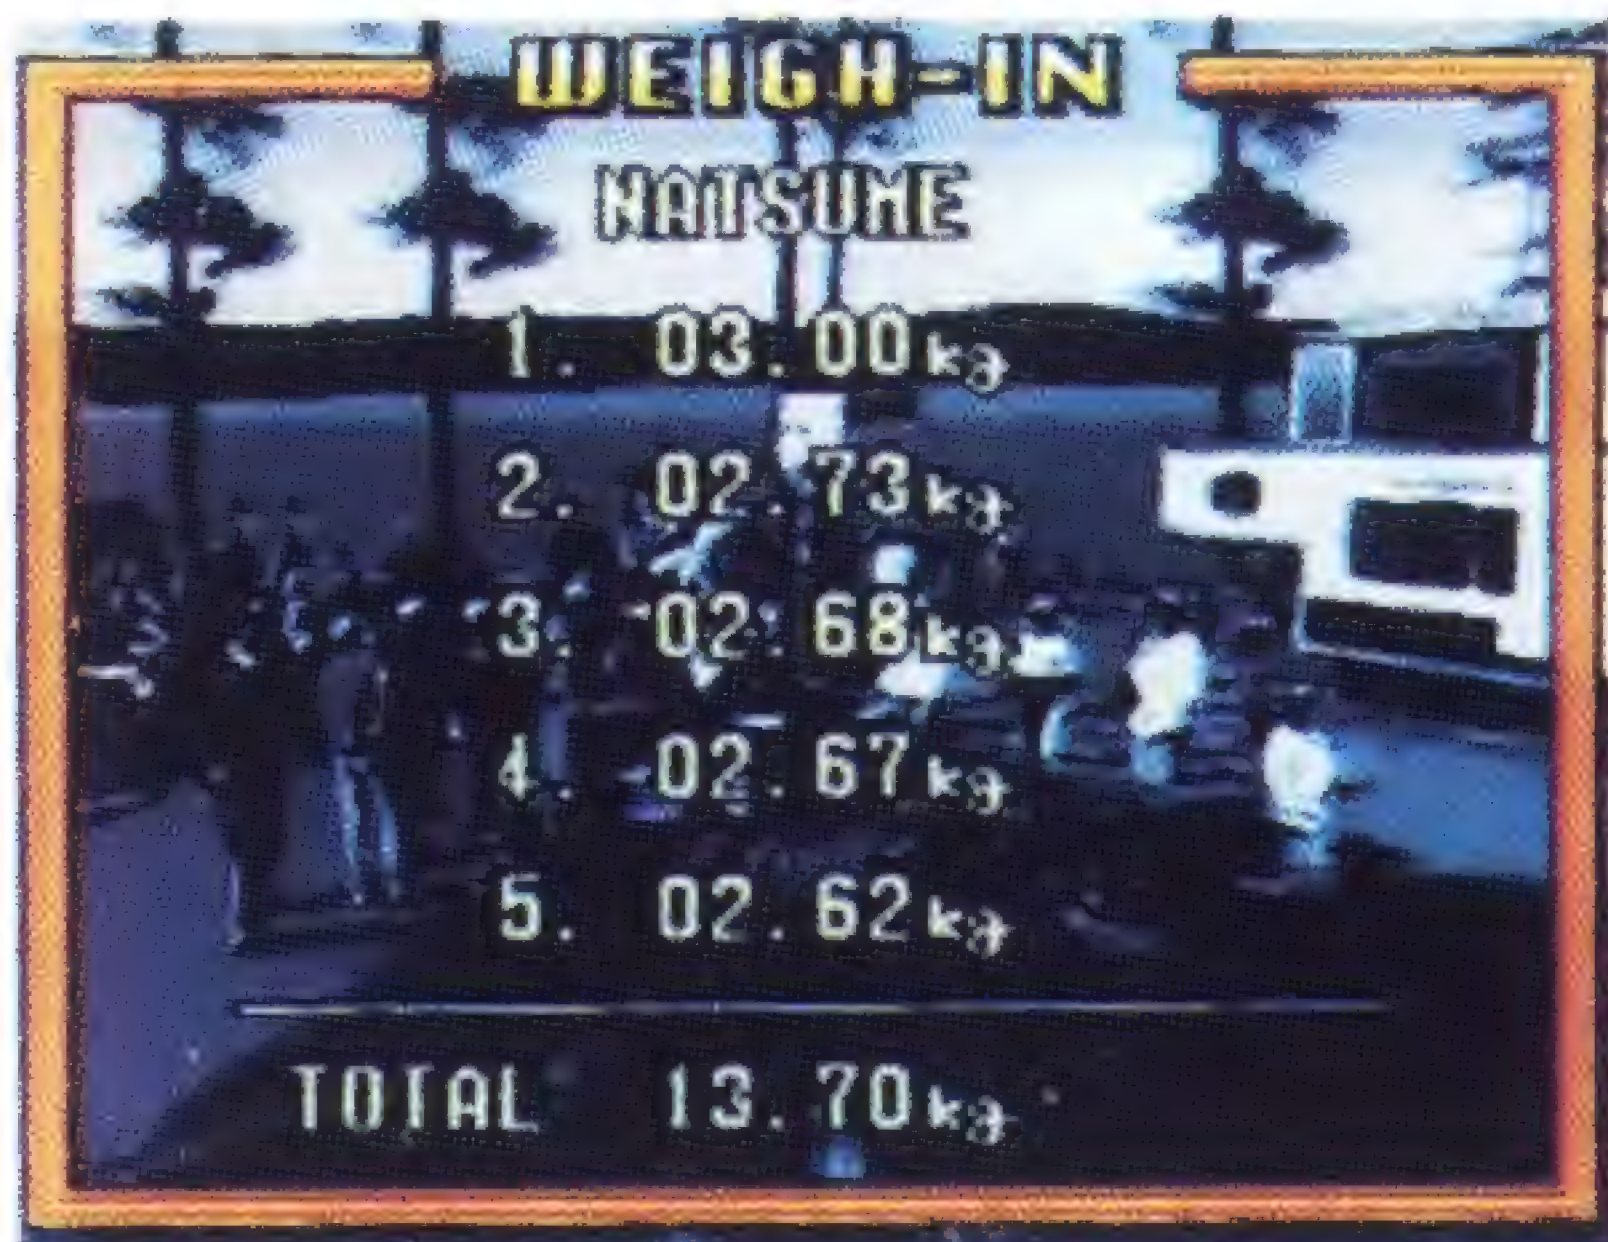 WEIGH-IN
NATSUME
1. 03.00kg
2. 02.73kg
3. 02.68kg
4. 02.67kg
5. 02.62kg
TOTAL 13.70kg